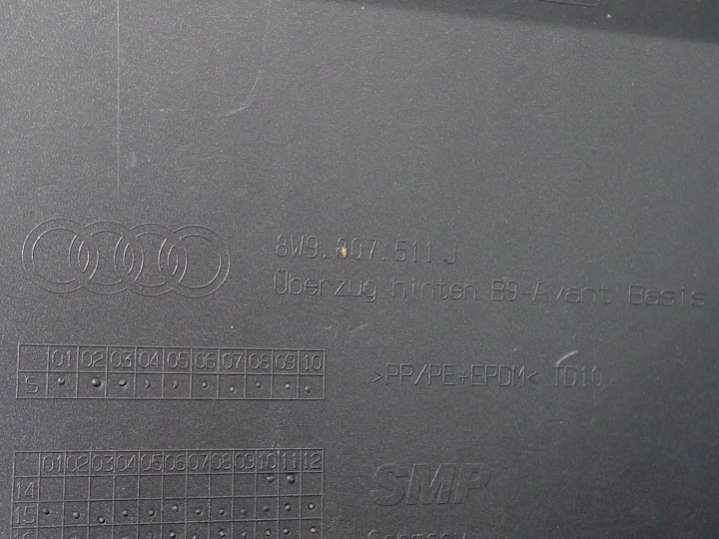 8W9.807.511 J
Überzug hinten B9-Avant Basis
01 02 03 04 05 06 07 08 09 10
S
>PP/PE+EPDM< TD10
01 02 03 04 05 06 07 08 09 10 11 12
14
15
SMP
Germany